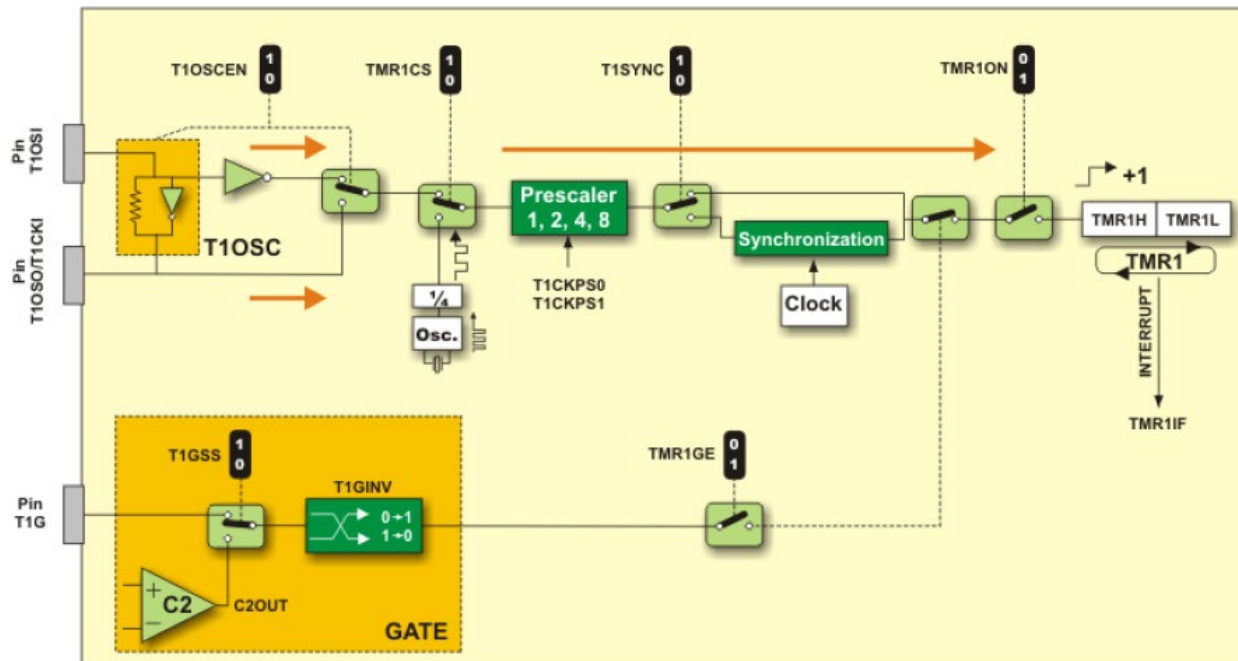 T1OSCEN
1
0
TMR1CS
1
0
T1SYNC
1
0
TMR1ON
0
1
Pin
T1OSI
T1OSC
Pin
T1OSO/T1CKI
Prescaler
1, 2, 4, 8
T1CKPS0
T1CKPS1
Synchronization
Clock
+1
TMR1H
TMR1L
TMR1
INTERRUPT
TMR1IF
¼
Osc.
Pin
T1G
T1GSS
1
0
T1GINV
0→1
1→0
TMR1GE
0
1
+
C2
−
C2OUT
GATE